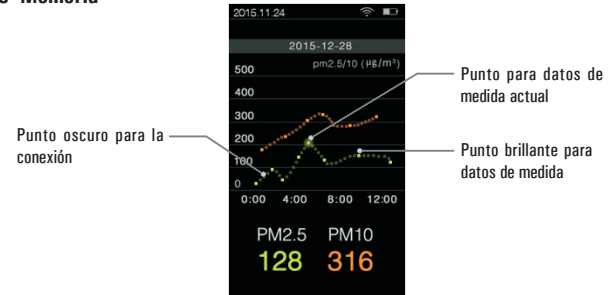 Memoria
2015.11.24
2015-12-28
pm2.5/10 (µg/m³)
500
400
300
200
100
0
0:00 4:00 8:00 12:00
PM2.5 PM10
128 316
Punto oscuro para la
conexión
Punto para datos de
medida actual
Punto brillante para
datos de medida